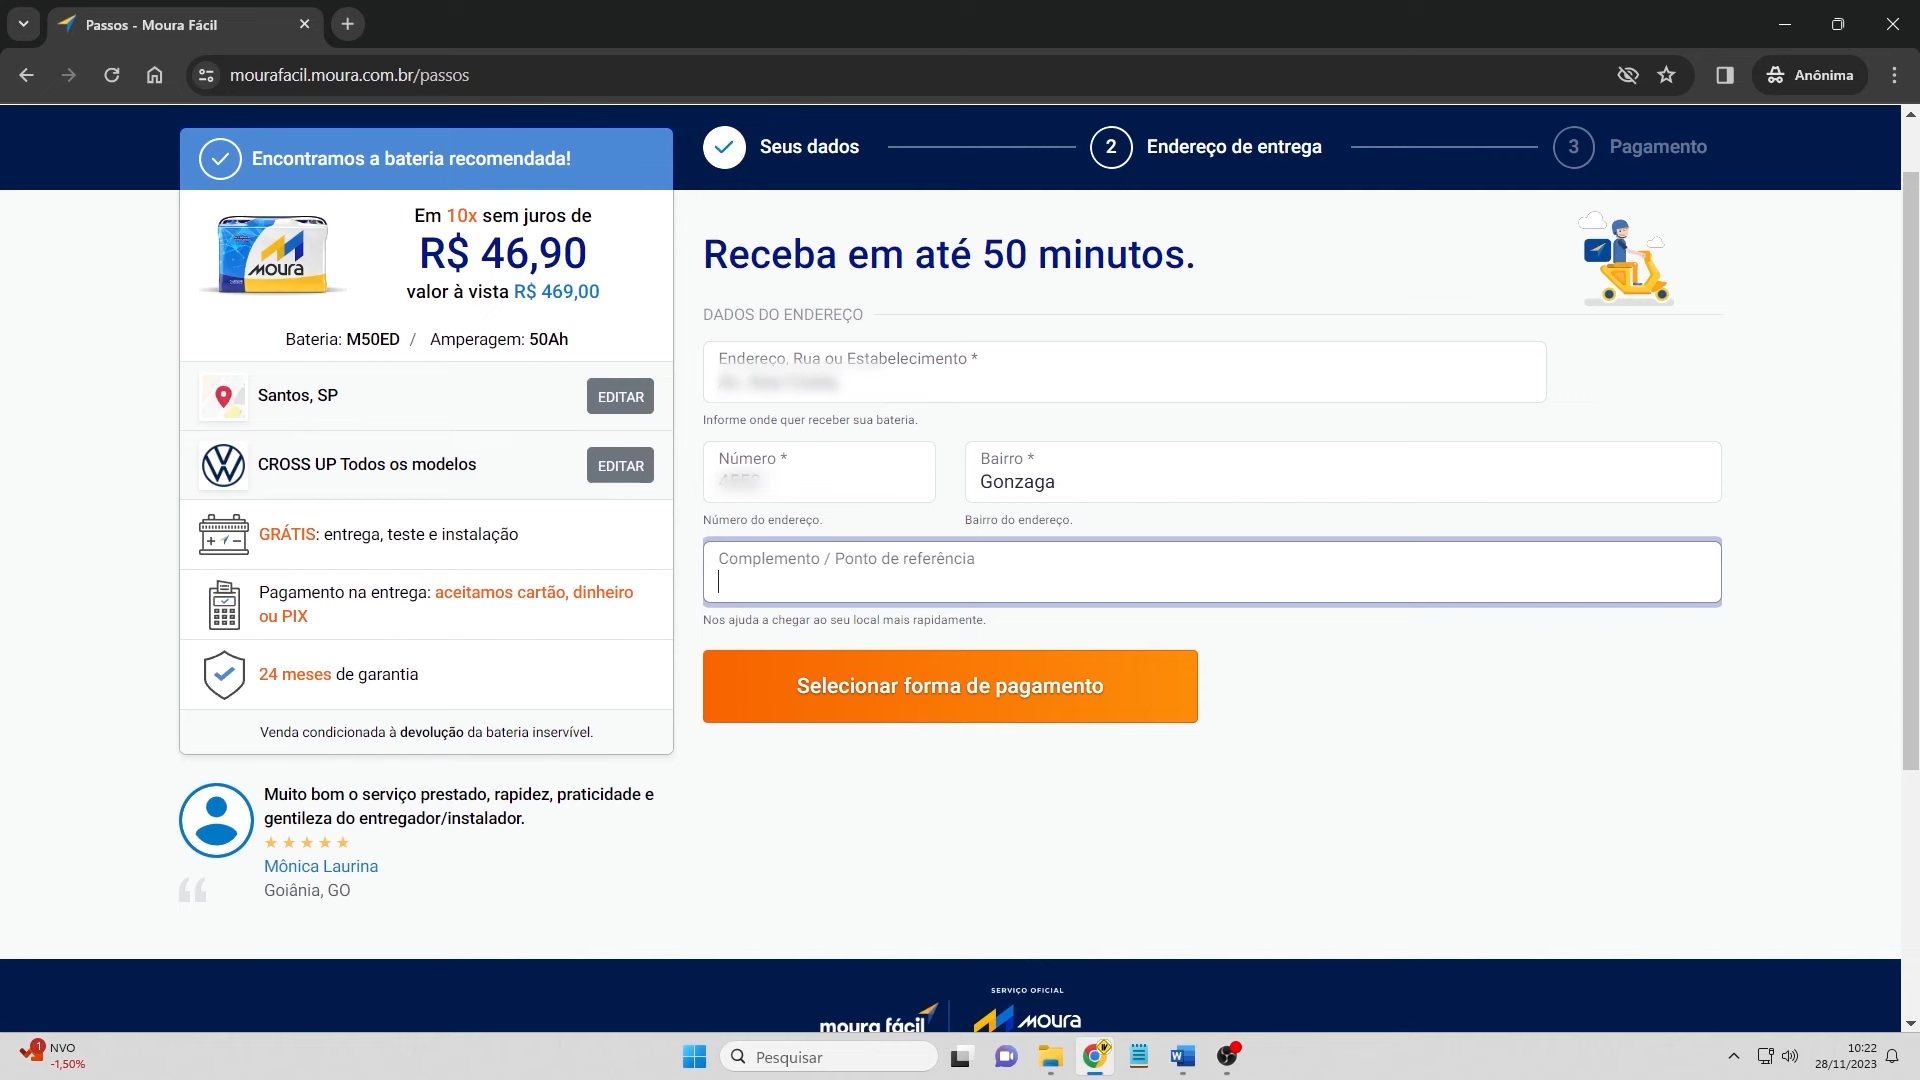 Passos - Moura Fácil
mourafacil.moura.com.br/passos
Anônima
Encontramos a bateria recomendada!
Seus dados
2
Endereço de entrega
3
Pagamento
moura
Em 10x sem juros de
R$ 46,90
valor à vista R$ 469,00
Bateria: M50ED / Amperagem: 50Ah
Santos, SP
EDITAR
CROSS UP Todos os modelos
EDITAR
GRÁTIS: entrega, teste e instalação
Pagamento na entrega: aceitamos cartão, dinheiro
ou PIX
24 meses de garantia
Venda condicionada à devolução da bateria inservível.
Muito bom o serviço prestado, rapidez, praticidade e
gentileza do entregador/instalador.
Mônica Laurina
Goiânia, GO
Receba em até 50 minutos.
DADOS DO ENDEREÇO
Endereço, Rua ou Estabelecimento *
Informe onde quer receber sua bateria.
Número *
Número do endereço.
Bairro *
Gonzaga
Bairro do endereço.
Complemento / Ponto de referência
Nos ajuda a chegar ao seu local mais rapidamente.
Selecionar forma de pagamento
moura fácil
SERVIÇO OFICIAL
moura
1
NVO
-1,50%
Pesquisar
10:22
28/11/2023